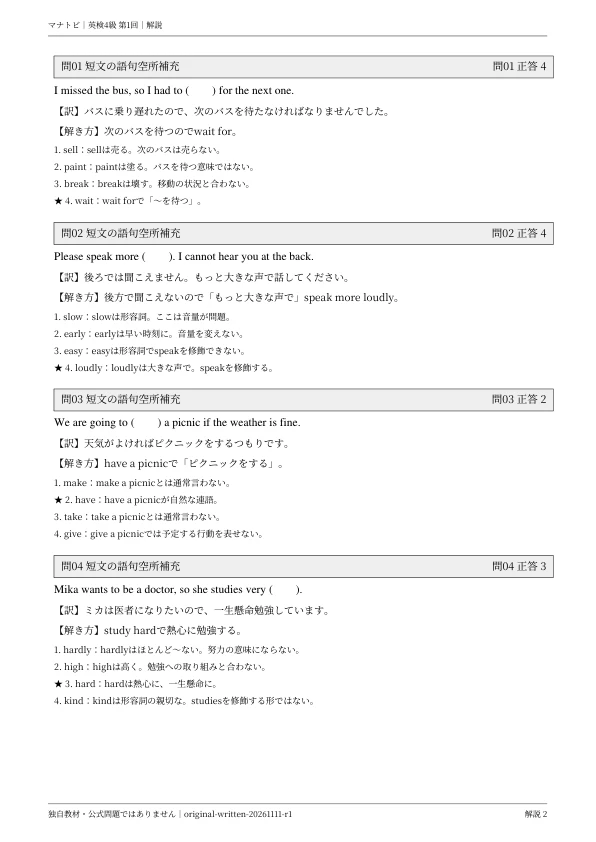 マナトビ｜英検4級 第1回｜解説
問01 短文の語句空所補充 問01 正答 4
I missed the bus, so I had to (　　) for the next one.
【訳】バスに乗り遅れたので、次のバスを待たなければなりませんでした。
【解き方】次のバスを待つのでwait for。
1. sell：sellは売る。次のバスは売らない。
2. paint：paintは塗る。バスを待つ意味ではない。
3. break：breakは壊す。移動の状況と合わない。
★ 4. wait：wait forで「～を待つ」。
問02 短文の語句空所補充 問02 正答 4
Please speak more (　　). I cannot hear you at the back.
【訳】後ろでは聞こえません。もっと大きな声で話してください。
【解き方】後方で聞こえないので「もっと大きな声で」speak more loudly。
1. slow：slowは形容詞。ここは音量が問題。
2. early：earlyは早い時刻に。音量を変えない。
3. easy：easyは形容詞でspeakを修飾できない。
★ 4. loudly：loudlyは大きな声で。speakを修飾する。
問03 短文の語句空所補充 問03 正答 2
We are going to (　　) a picnic if the weather is fine.
【訳】天気がよければピクニックをするつもりです。
【解き方】have a picnicで「ピクニックをする」。
1. make：make a picnicとは通常言わない。
★ 2. have：have a picnicが自然な連語。
3. take：take a picnicとは通常言わない。
4. give：give a picnicでは予定する行動を表せない。
問04 短文の語句空所補充 問04 正答 3
Mika wants to be a doctor, so she studies very (　　).
【訳】ミカは医者になりたいので、一生懸命勉強しています。
【解き方】study hardで熱心に勉強する。
1. hardly：hardlyはほとんど～ない。努力の意味にならない。
2. high：highは高く。勉強への取り組みと合わない。
★ 3. hard：hardは熱心に、一生懸命に。
4. kind：kindは形容詞の親切な。studiesを修飾する形ではない。
独自教材・公式問題ではありません｜original-written-20261111-r1 解説 2